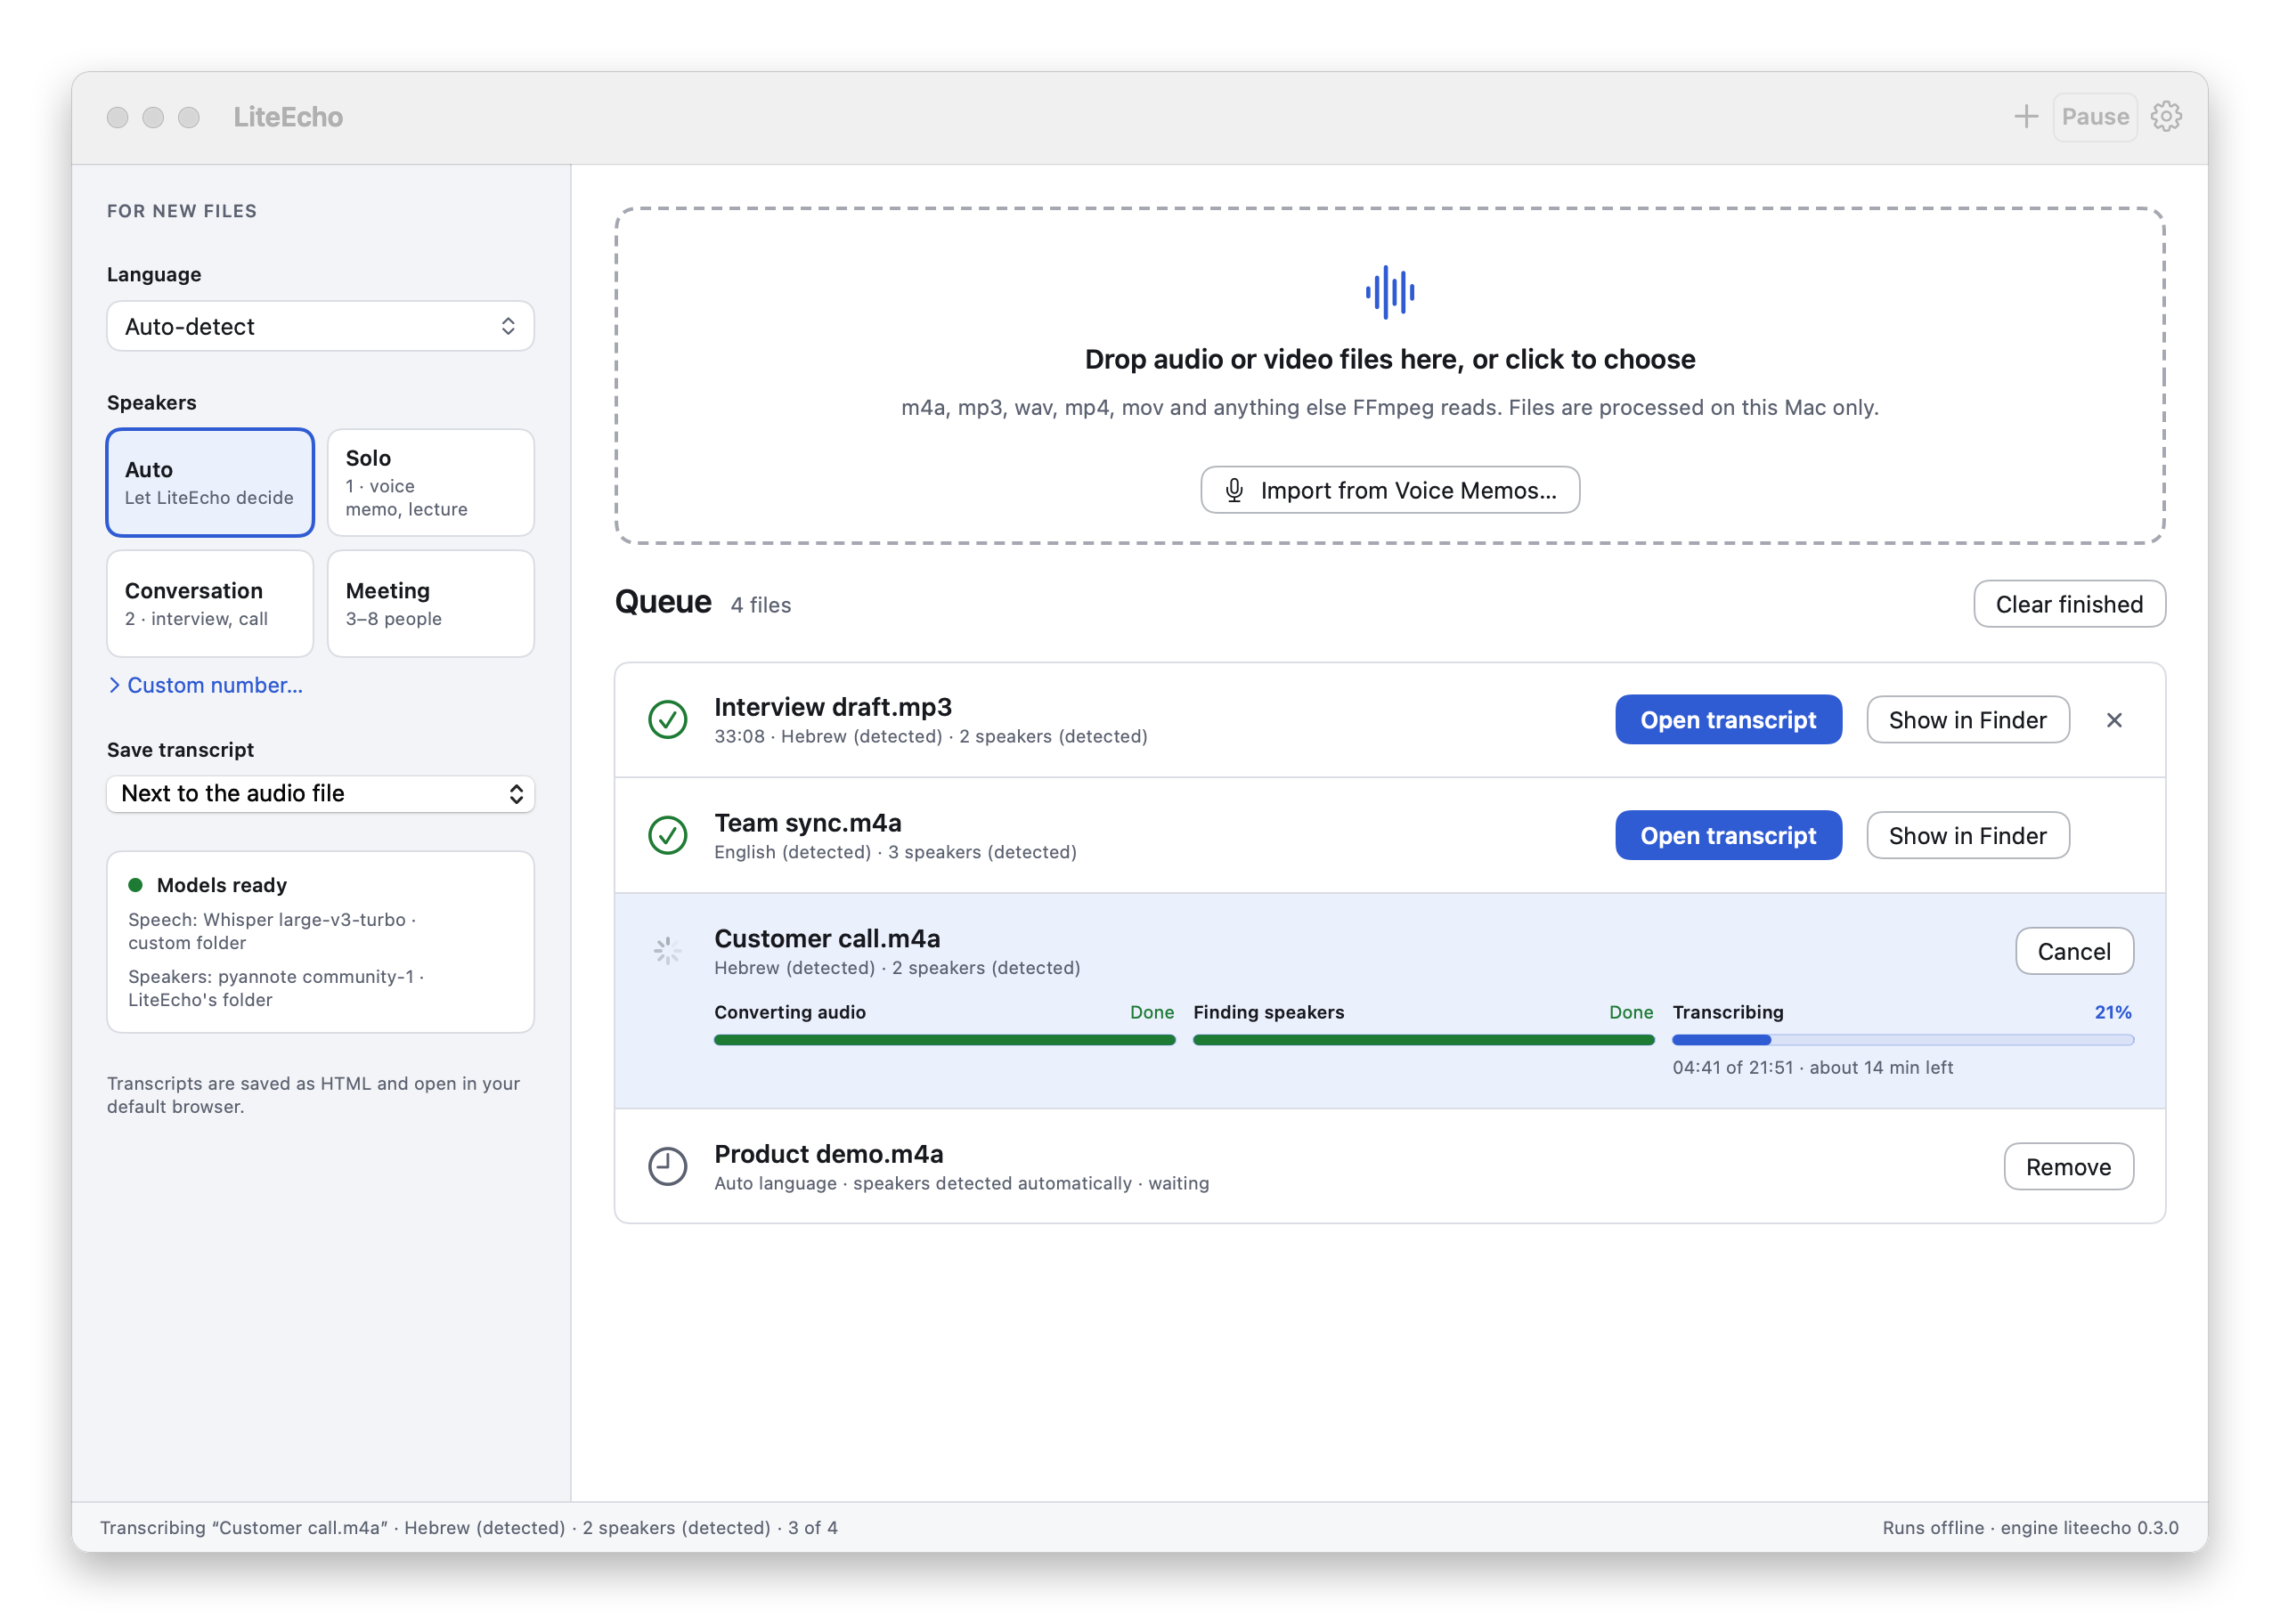 LiteEcho
Pause
FOR NEW FILES
Language
Auto-detect
Speakers
Auto
Let LiteEcho decide
Solo
1 · voice
memo, lecture
Conversation
2 · interview, call
Meeting
3–8 people
Custom number...
Save transcript
Next to the audio file
Models ready
Speech: Whisper large-v3-turbo ·
custom folder
Speakers: pyannote community-1 ·
LiteEcho's folder
Transcripts are saved as HTML and open in your
default browser.
Drop audio or video files here, or click to choose
m4a, mp3, wav, mp4, mov and anything else FFmpeg reads. Files are processed on this Mac only.
Import from Voice Memos...
Queue 4 files
Clear finished
Interview draft.mp3
33:08 · Hebrew (detected) · 2 speakers (detected)
Open transcript
Show in Finder
Team sync.m4a
English (detected) · 3 speakers (detected)
Open transcript
Show in Finder
Customer call.m4a
Hebrew (detected) · 2 speakers (detected)
Cancel
Converting audio Done
Finding speakers Done
Transcribing 21%
04:41 of 21:51 · about 14 min left
Product demo.m4a
Auto language · speakers detected automatically · waiting
Remove
Transcribing “Customer call.m4a” · Hebrew (detected) · 2 speakers (detected) · 3 of 4
Runs offline · engine liteecho 0.3.0